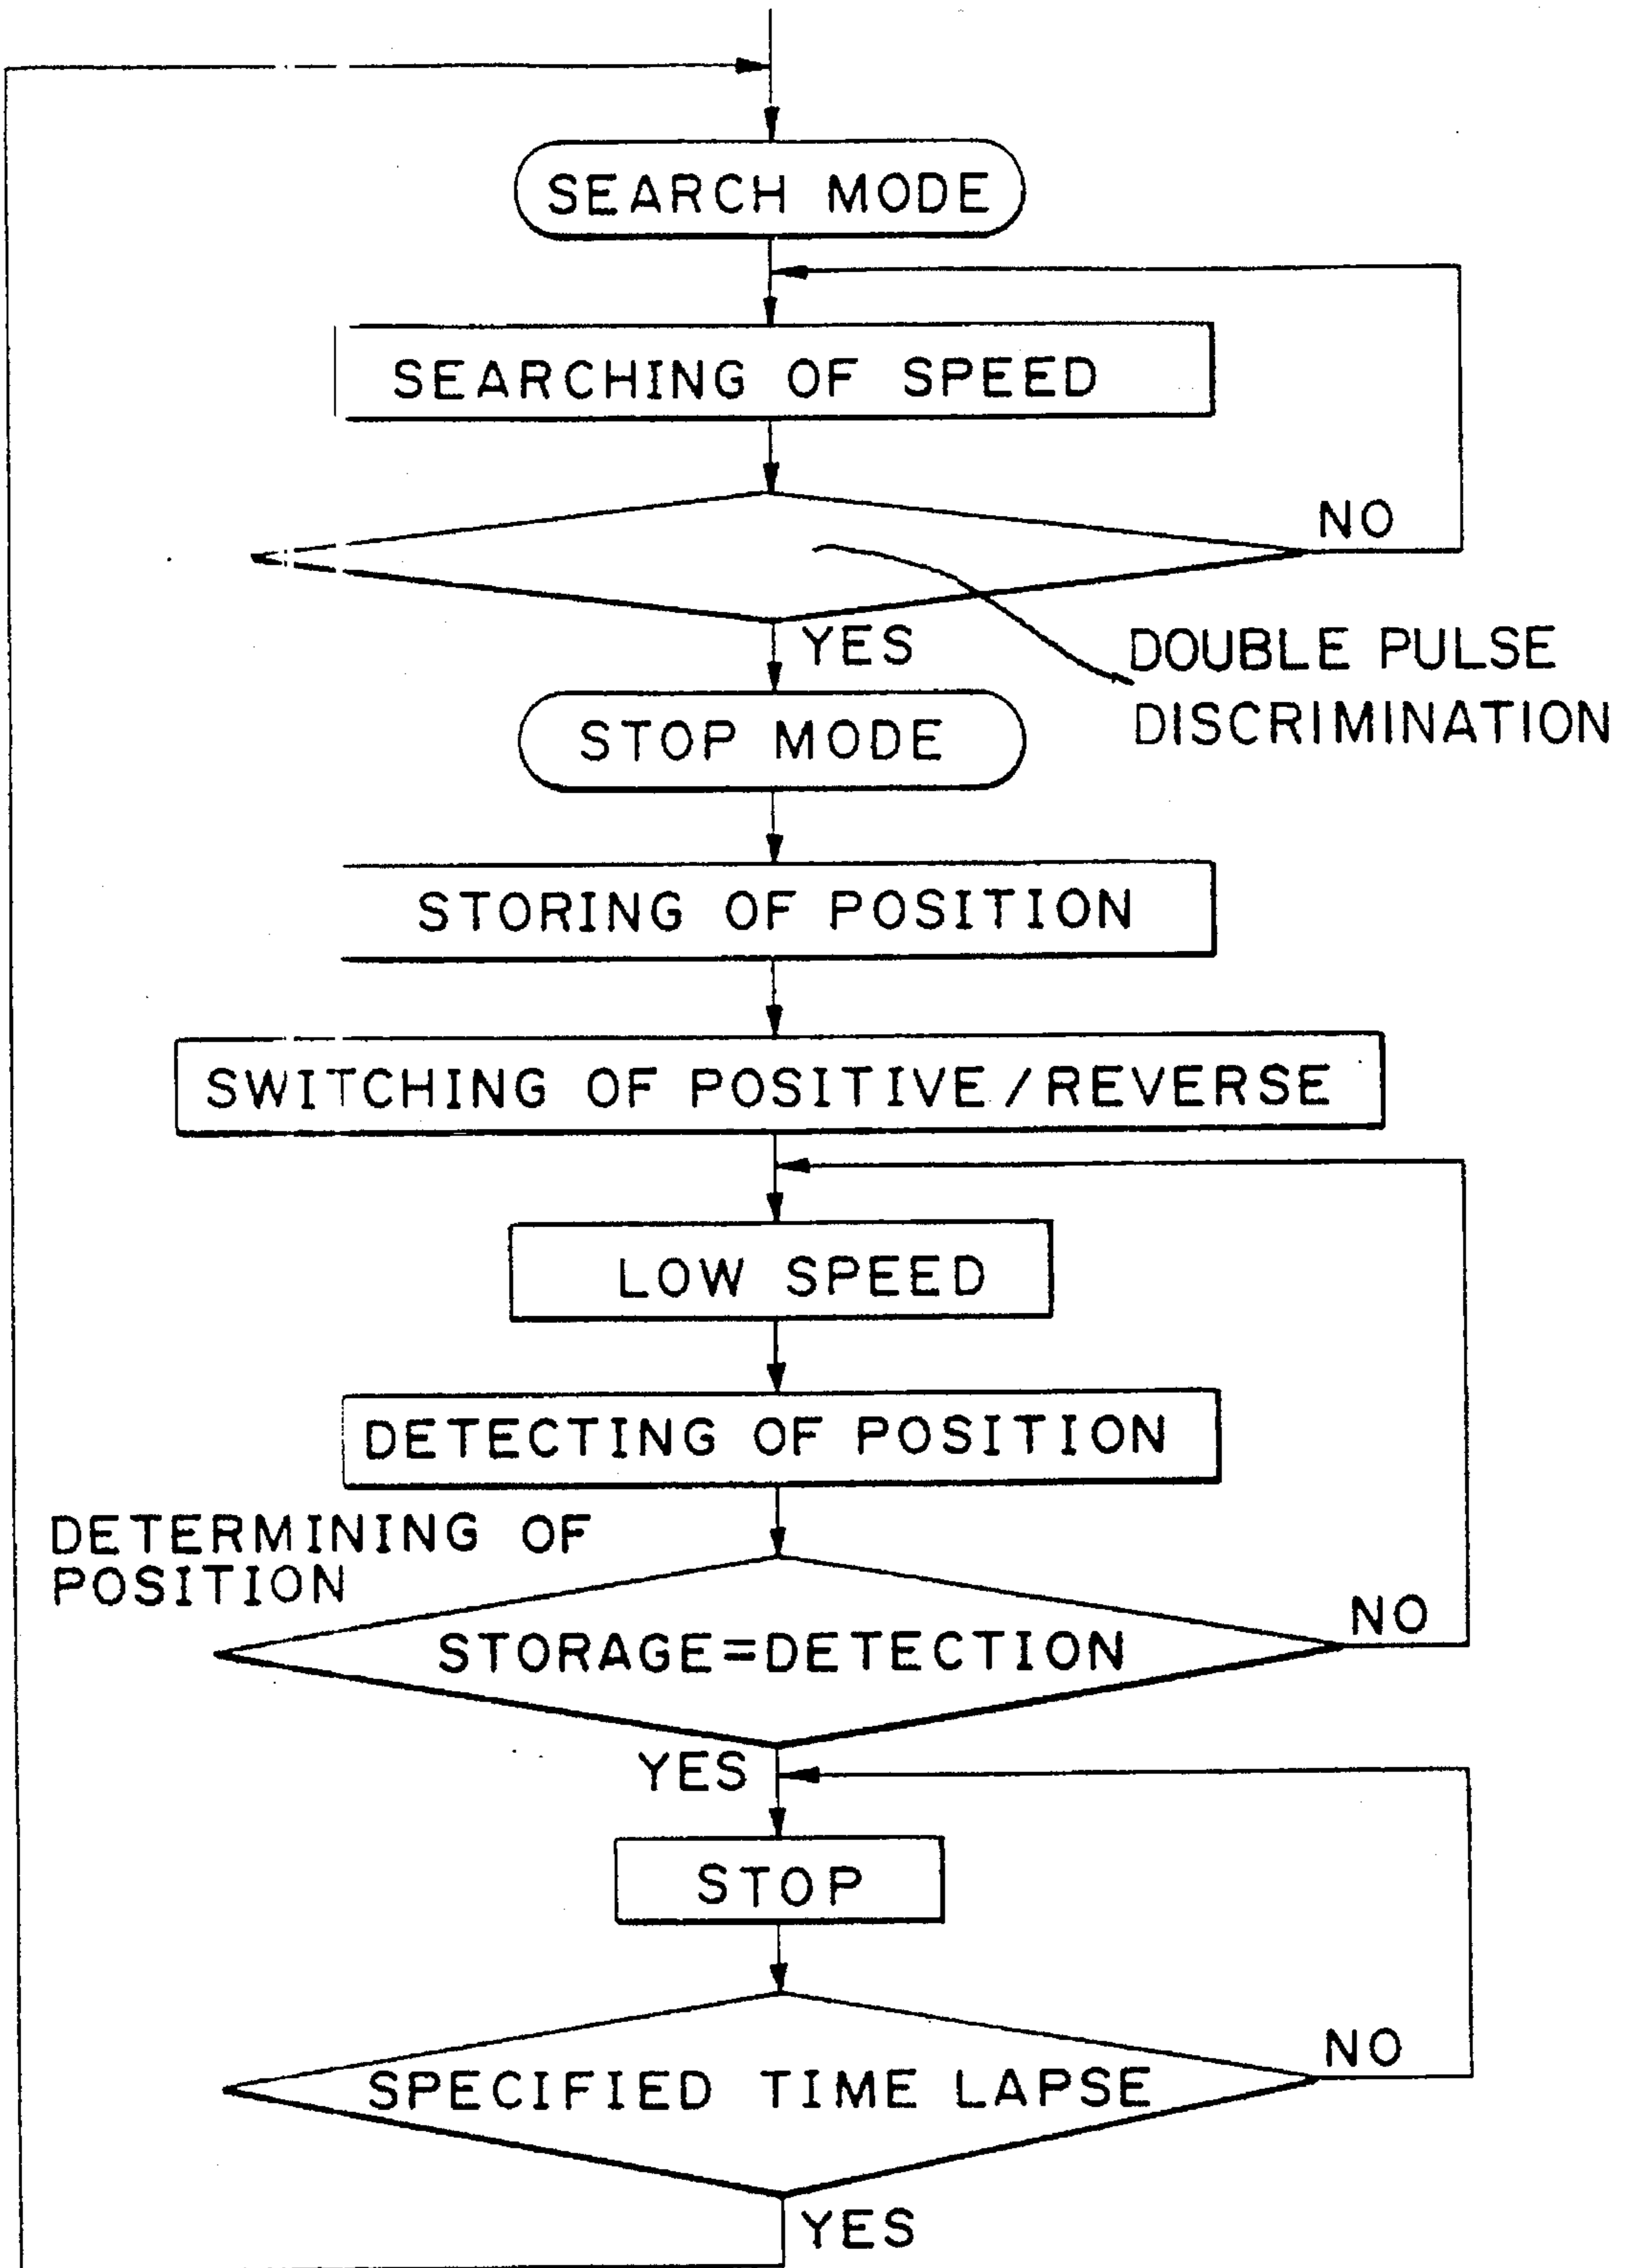 SEARCH MODE
SEARCHING OF SPEED
NO
YES
DOUBLE PULSE
DISCRIMINATION
STOP MODE
STORING OF POSITION
SWITCHING OF POSITIVE/REVERSE
LOW SPEED
DETECTING OF POSITION
DETERMINING OF
POSITION
NO
STORAGE=DETECTION
YES
STOP
NO
SPECIFIED TIME LAPSE
YES